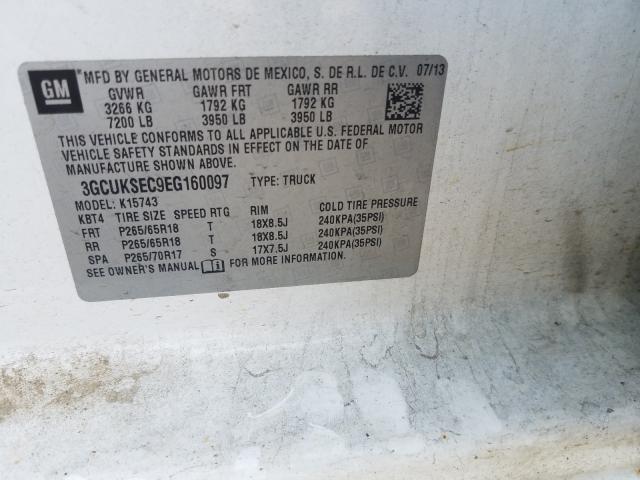 GM
*MFD BY GENERAL MOTORS DE MEXICO, S. DE R.L. DE C.V. 07/13
GVWR GAWR FRT GAWR RR
3266 KG 1792 KG 1792 KG
7200 LB 3950 LB 3950 LB
THIS VEHICLE CONFORMS TO ALL APPLICABLE U.S. FEDERAL MOTOR
VEHICLE SAFETY STANDARDS IN EFFECT ON THE DATE OF
MANUFACTURE SHOWN ABOVE.
3GCUKSEC9EG160097 TYPE: TRUCK
MODEL: K15743
KBT4 TIRE SIZE SPEED RTG RIM COLD TIRE PRESSURE
FRT P265/65R18 T 18X8.5J 240KPA(35PSI)
RR P265/65R18 T 18X8.5J 240KPA(35PSI)
SPA P265/70R17 S 17X7.5J 240KPA(35PSI)
SEE OWNER'S MANUAL FOR ADDITIONAL INFORMATION.